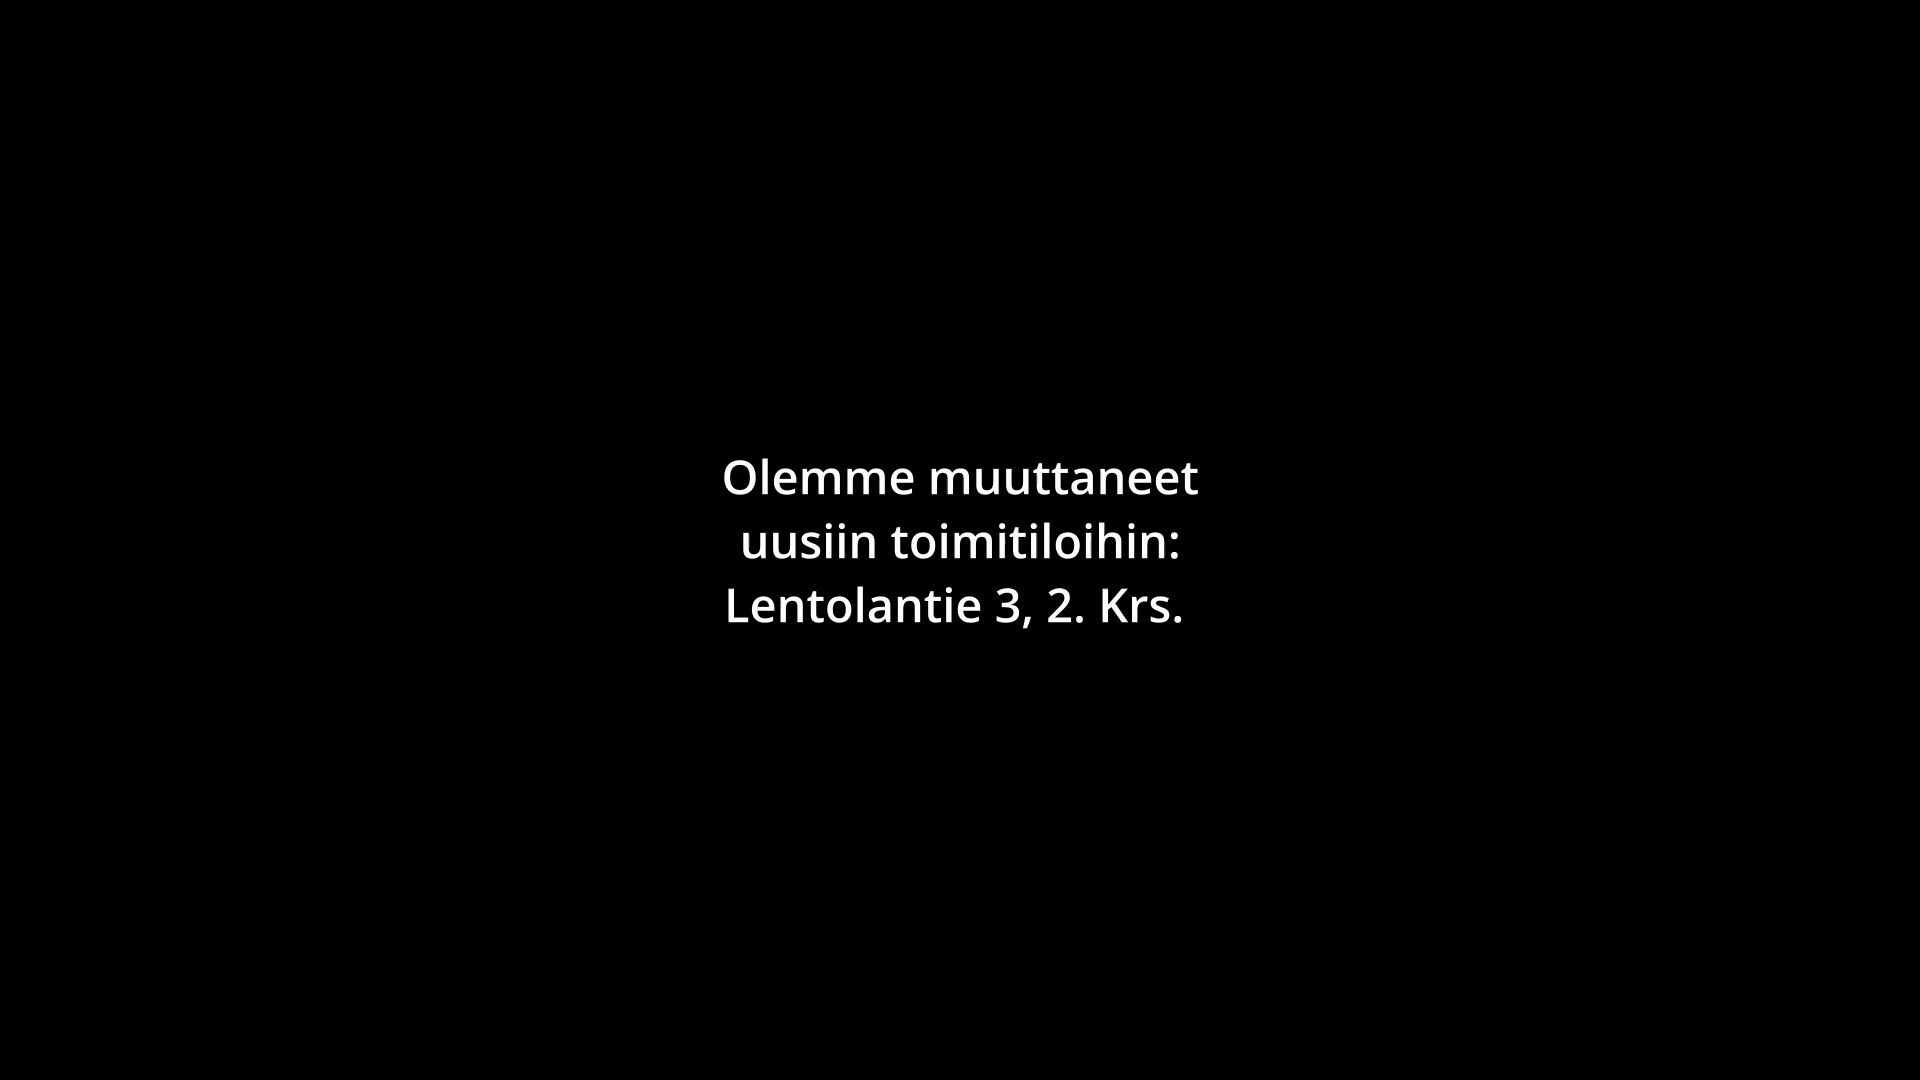 Olemme muuttaneet
uusiin toimitiloihin:
Lentolantie 3, 2. Krs.